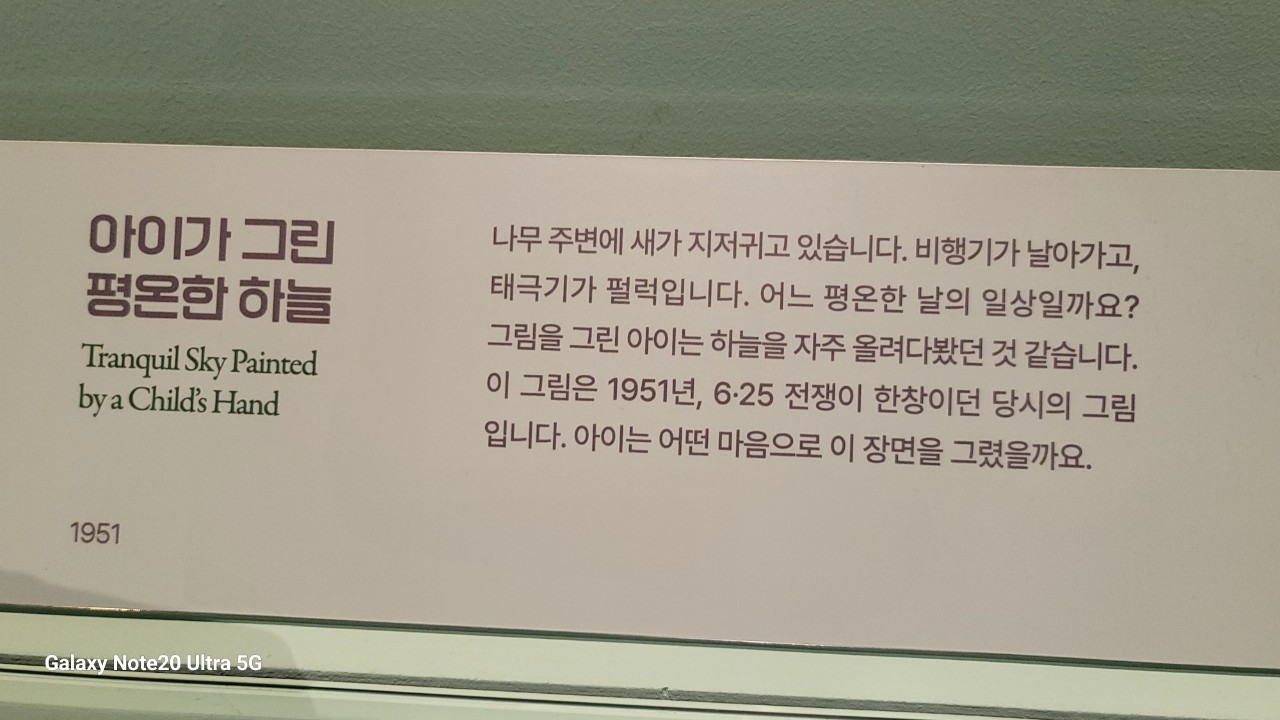 아이가 그린
평온한 하늘
Tranquil Sky Painted
by a Child's Hand
1951
나무 주변에 새가 지저귀고 있습니다. 비행기가 날아가고,
태극기가 펄럭입니다. 어느 평온한 날의 일상일까요?
그림을 그린 아이는 하늘을 자주 올려다봤던 것 같습니다.
이 그림은 1951년, 6·25 전쟁이 한창이던 당시의 그림
입니다. 아이는 어떤 마음으로 이 장면을 그렸을까요.
Galaxy Note20 Ultra 5G